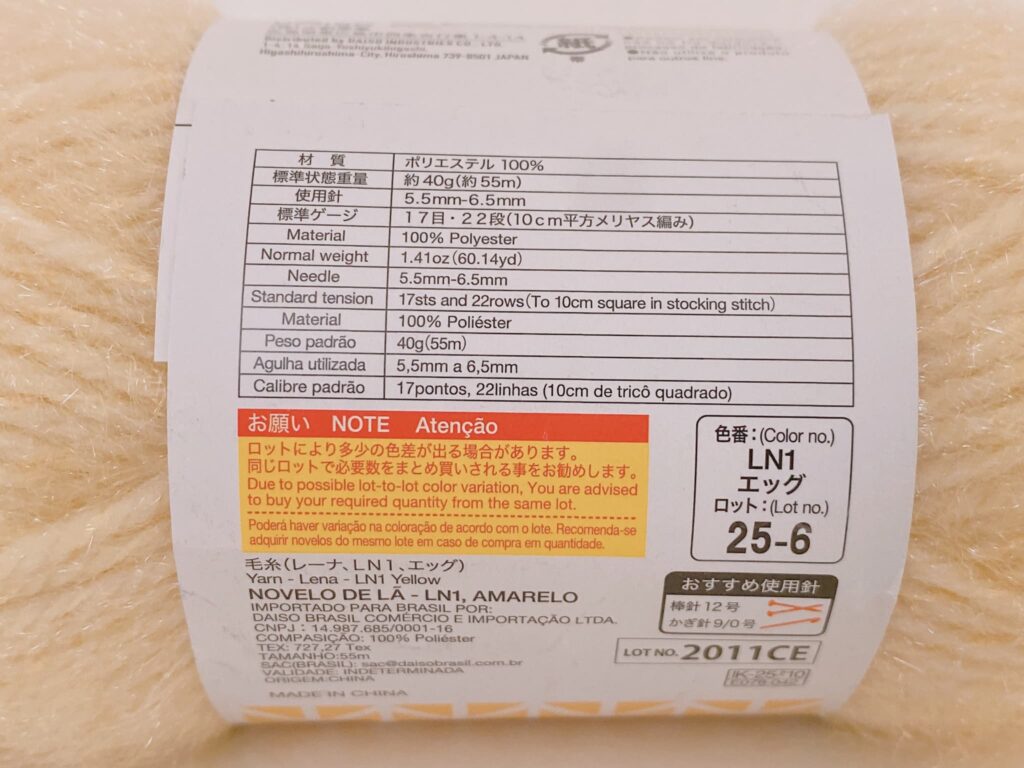 Distributed by DAISO INDUSTRIES CO., LTD.
1-4-14 Saijo Yoshiyukihigashi,
Higashihiroshima-City, Hiroshima 739-8501 JAPAN
紙
para outros fins.
材 質 ポリエステル 100%
標準状態重量 約 40g(約 55m)
使用針 5.5mm-6.5mm
標準ゲージ 17目・22段(10cm平方メリヤス編み)
Material 100% Polyester
Normal weight 1.41oz(60.14yd)
Needle 5.5mm-6.5mm
Standard tension 17sts and 22rows(To 10cm square in stocking stitch)
Material 100% Poliéster
Peso padrão 40g(55m)
Agulha utilizada 5,5mm a 6,5mm
Calibre padrão 17pontos, 22linhas (10cm de tricô quadrado)
お願い NOTE Atenção
ロットにより多少の色差が出る場合があります。
同じロットで必要数をまとめ買いされる事をお勧めします。
Due to possible lot-to-lot color variation, You are advised
to buy your required quantity from the same lot.
Poderá haver variação na coloração de acordo com o lote. Recomenda-se
adquirir novelos do mesmo lote em caso de compra em quantidade.
色番:(Color no.)
LN1
エッグ
ロット:(Lot no.)
25-6
毛糸(レーナ、LN1、エッグ)
Yarn - Lena - LN1 Yellow
NOVELO DE LÃ - LN1, AMARELO
IMPORTADO PARA BRASIL POR:
DAISO BRASIL COMÉRCIO E IMPORTAÇÃO LTDA.
CNPJ : 14.987.685/0001-16
COMPOSIÇÃO: 100% Poliéster
TEX: 727,27 Tex
TAMANHO:55m
SAC(BRASIL): sac@daisobrasil.com.br
VALIDADE: INDETERMINADA
ORIGEM:CHINA
MADE IN CHINA
おすすめ使用針
棒針 12 号
かぎ針 9/0 号
LOT NO. 2011CE